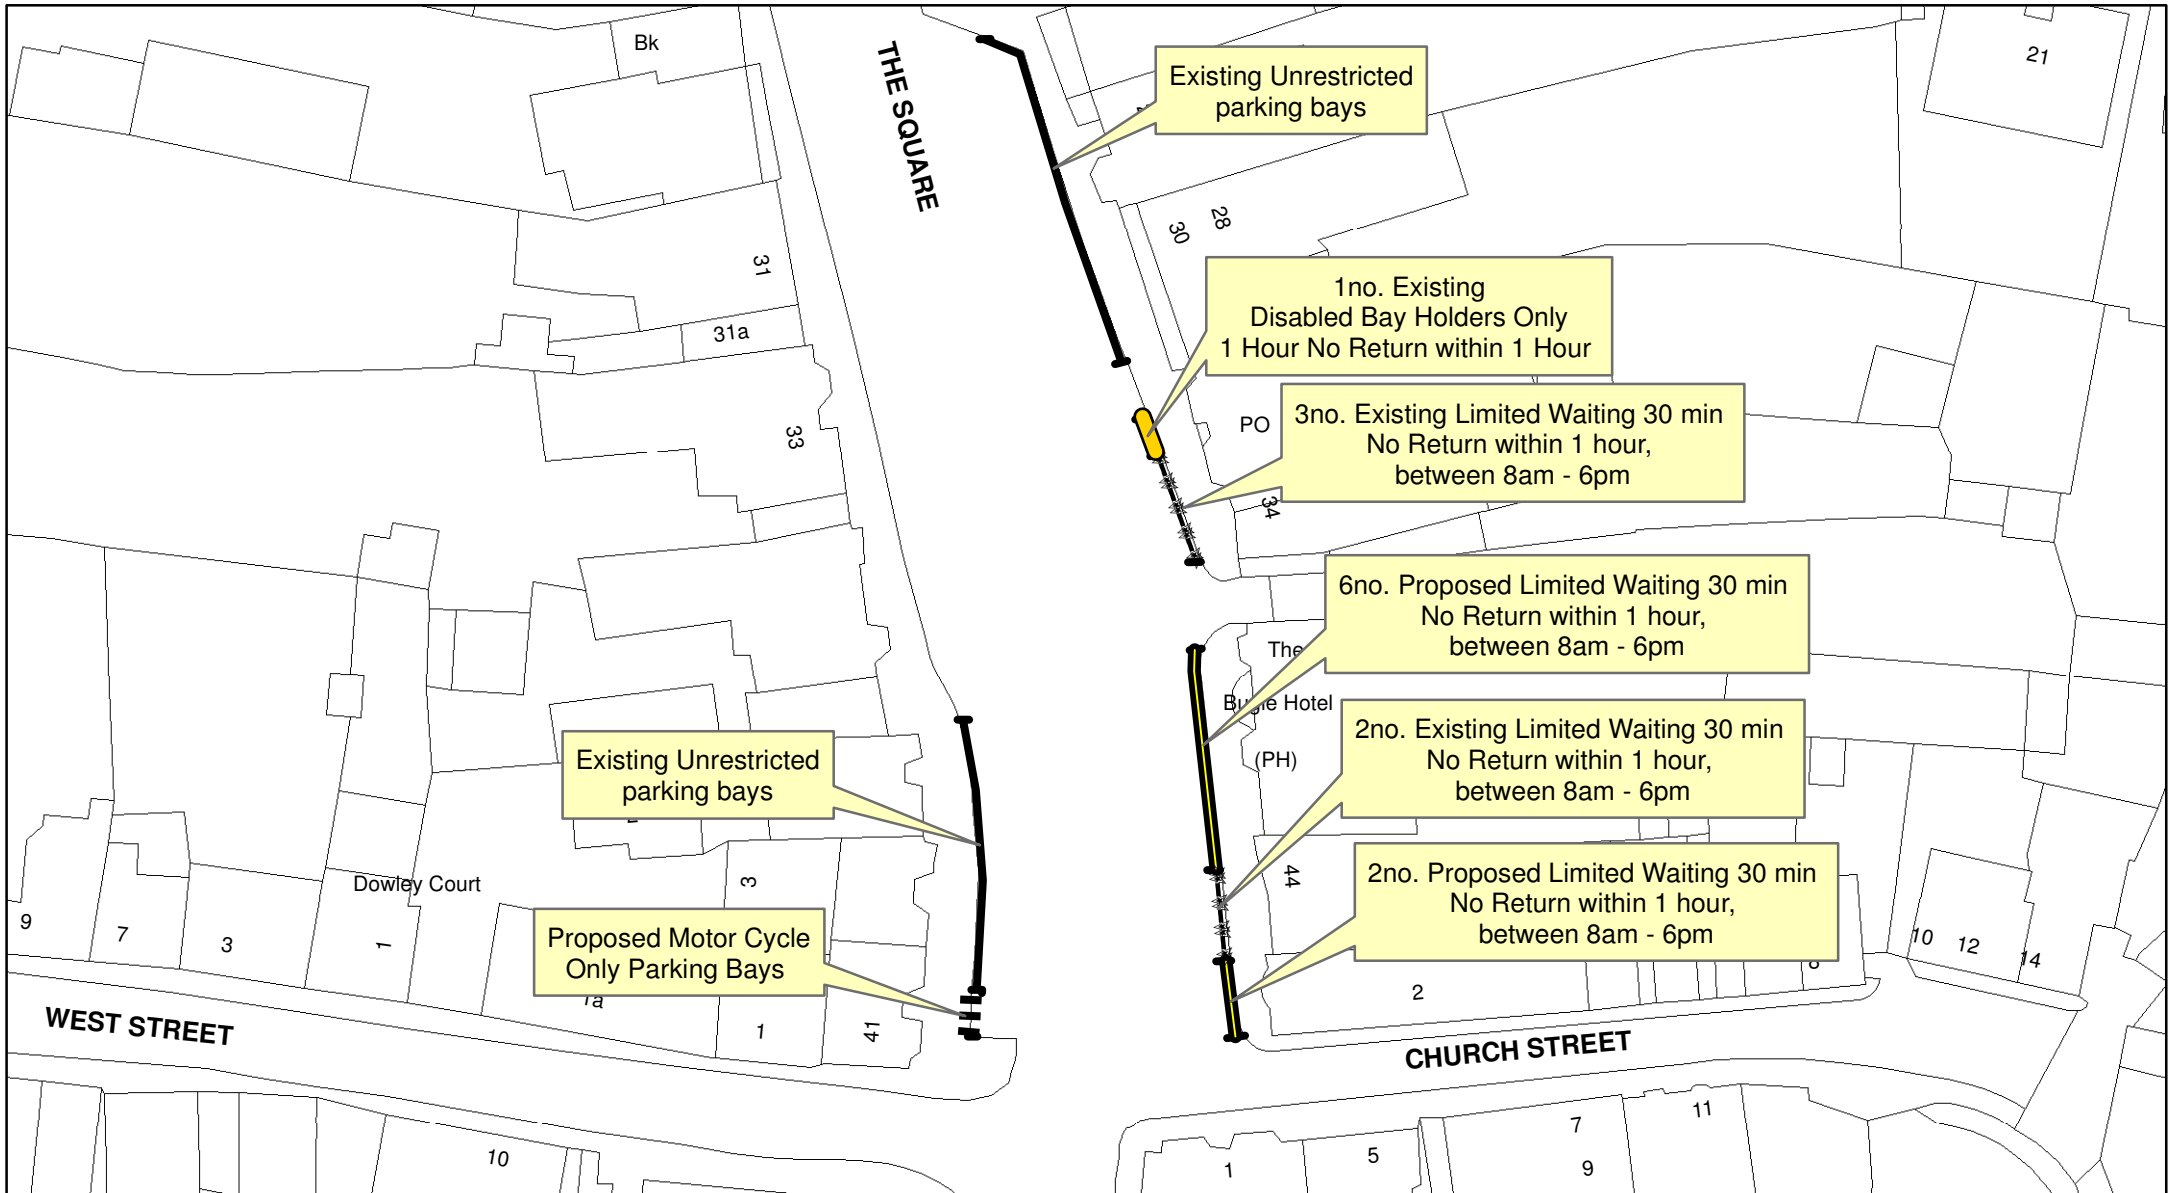 Bk
THE SQUARE
21
Existing Unrestricted
parking bays
30
28
31
31a
1no. Existing
Disabled Bay Holders Only
1 Hour No Return within 1 Hour
33
PO
3no. Existing Limited Waiting 30 min
No Return within 1 hour,
between 8am - 6pm
34
6no. Proposed Limited Waiting 30 min
No Return within 1 hour,
between 8am - 6pm
The
Bugle Hotel
(PH)
2no. Existing Limited Waiting 30 min
No Return within 1 hour,
between 8am - 6pm
Existing Unrestricted
parking bays
44
2no. Proposed Limited Waiting 30 min
No Return within 1 hour,
between 8am - 6pm
Dowley Court
3
9
7
3
1
Proposed Motor Cycle
Only Parking Bays
1a
1
41
2
10
12
14
WEST STREET
CHURCH STREET
10
1
5
7
9
11